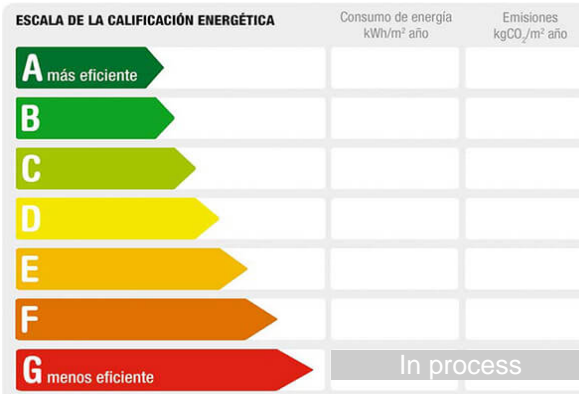 ESCALA DE LA CALIFICACIÓN ENERGÉTICA
Consumo de energía
kWh/m² año
Emisiones
kgCO₂/m² año
A más eficiente
B
C
D
E
F
G menos eficiente
In process